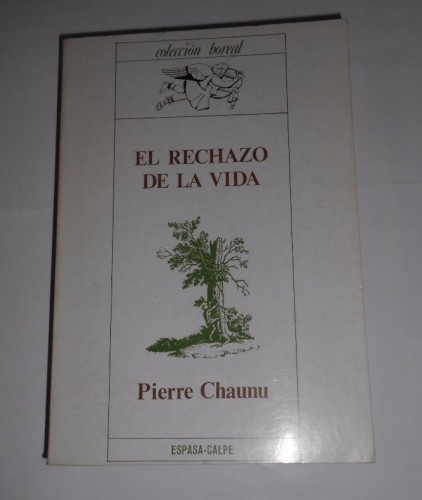 colección boreal
EL RECHAZO
DE LA VIDA
Pierre Chaunu
ESPASA-CALPE